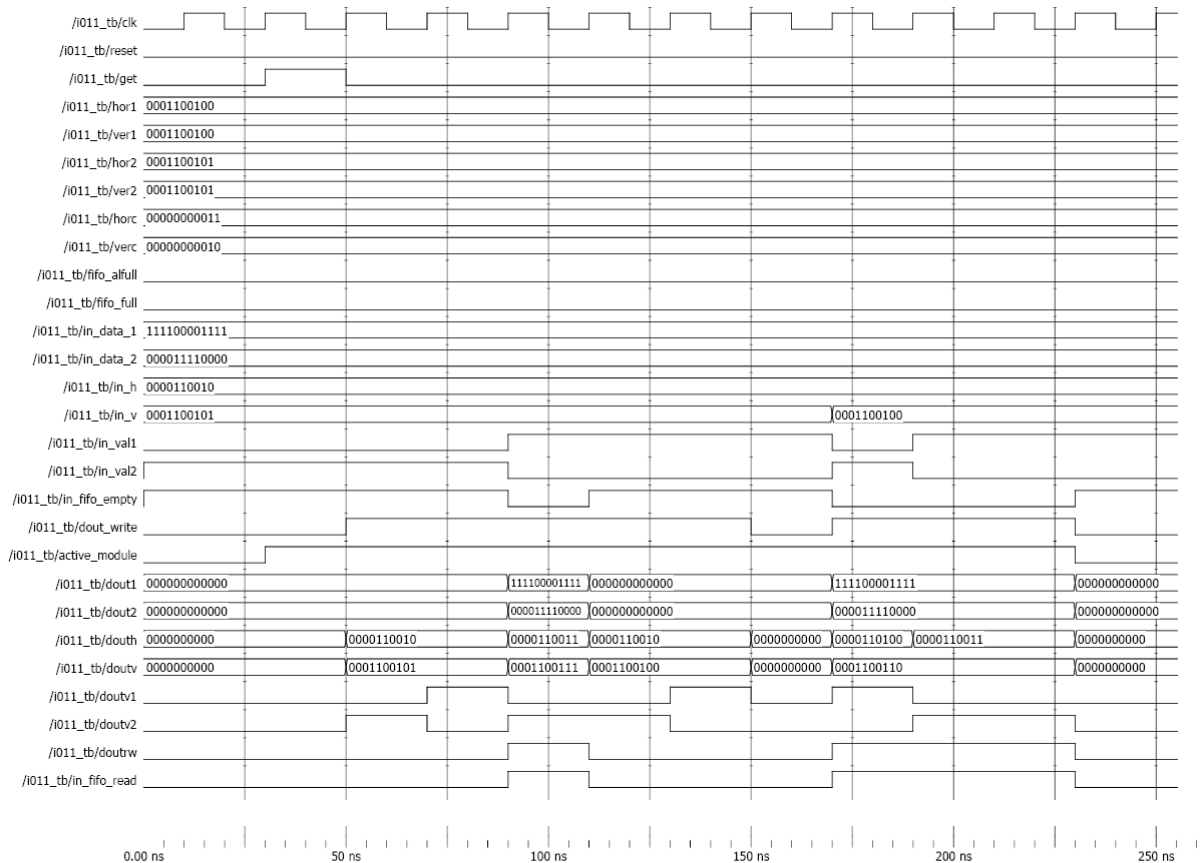 /i011_tb/clk
/i011_tb/reset
/i011_tb/get
/i011_tb/hor1 0001100100
/i011_tb/ver1 0001100100
/i011_tb/hor2 0001100101
/i011_tb/ver2 0001100101
/i011_tb/horc 00000000011
/i011_tb/verc 00000000010
/i011_tb/fifo_alfull
/i011_tb/fifo_full
/i011_tb/in_data_1 111100001111
/i011_tb/in_data_2 000011110000
/i011_tb/in_h 0000110010
/i011_tb/in_v 0001100101 0001100100
/i011_tb/in_val1
/i011_tb/in_val2
/i011_tb/in_fifo_empty
/i011_tb/dout_write
/i011_tb/active_module
/i011_tb/dout1 000000000000 111100001111 000000000000 111100001111 000000000000
/i011_tb/dout2 000000000000 000011110000 000000000000 000011110000 000000000000
/i011_tb/douth 0000000000 0000110010 0000110011 0000110010 0000000000 0000110100 0000110011 0000000000
/i011_tb/doutv 0000000000 0001100101 0001100111 0001100100 0000000000 0001100110 0000000000
/i011_tb/doutv1
/i011_tb/doutv2
/i011_tb/doutrw
/i011_tb/in_fifo_read
0.00 ns 50 ns 100 ns 150 ns 200 ns 250 ns